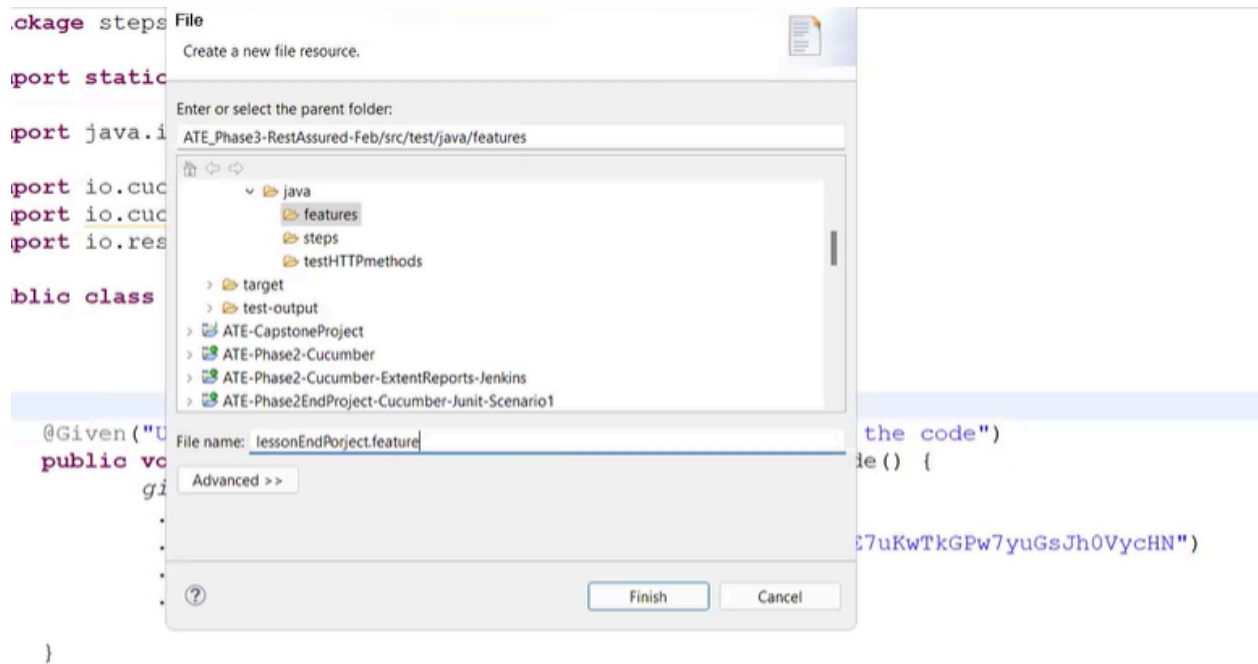 ckage steps
File
Create a new file resource.
port static
Enter or select the parent folder:
port java.i
ATE_Phase3-RestAssured-Feb/src/test/java/features
port io.cuc
java
port io.cuc
features
port io.res
steps
testHTTPmethods
target
blic class
test-output
ATE-CapstoneProject
ATE-Phase2-Cucumber
ATE-Phase2-Cucumber-ExtentReports-Jenkins
ATE-Phase2EndProject-Cucumber-Junit-Scenario1
@Given("U
the code")
File name: lessonEndPorject.feature
public vo
de() {
gi
Advanced >>
E7uKwTkGPw7yuGsJh0VycHN")
Finish
Cancel
}